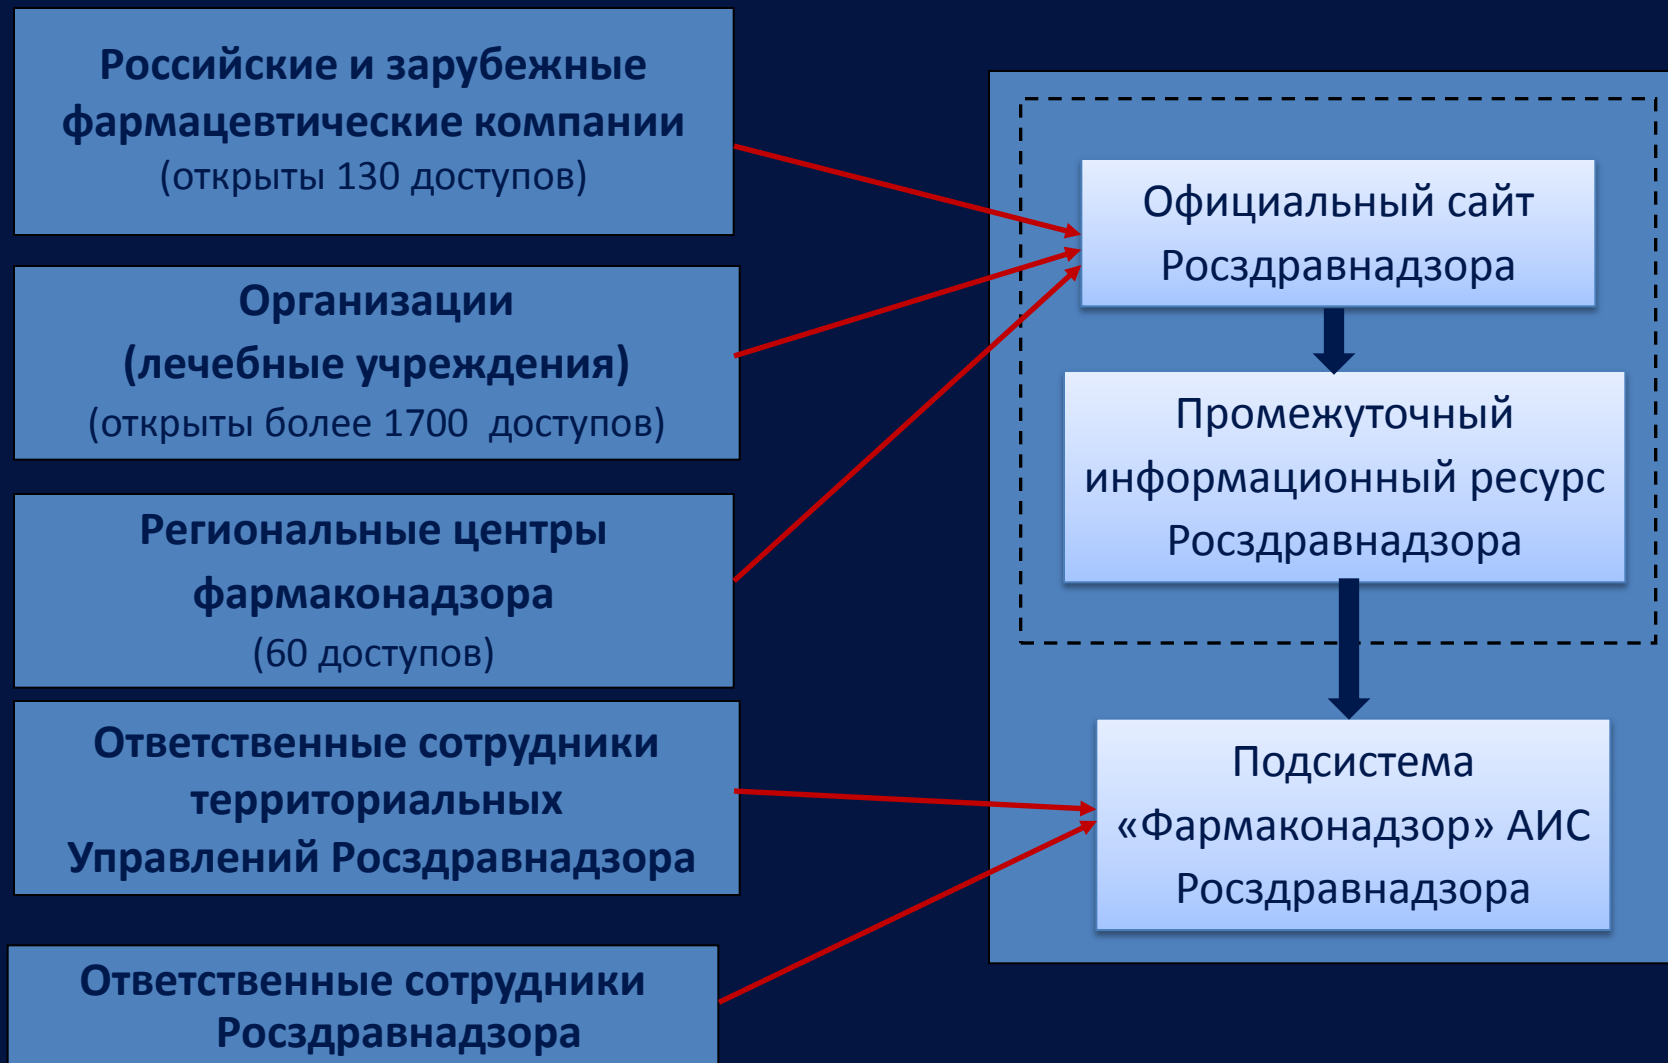 Российские и зарубежные
фармацевтические компании
(открыты 130 доступов)
Организации
(лечебные учреждения)
(открыты более 1700 доступов)
Региональные центры
фармаконадзора
(60 доступов)
Ответственные сотрудники
территориальных
Управлений Росздравнадзора
Ответственные сотрудники
Росздравнадзора
Официальный сайт
Росздравнадзора
Промежуточный
информационный ресурс
Росздравнадзора
Подсистема
«Фармаконадзор» АИС
Росздравнадзора